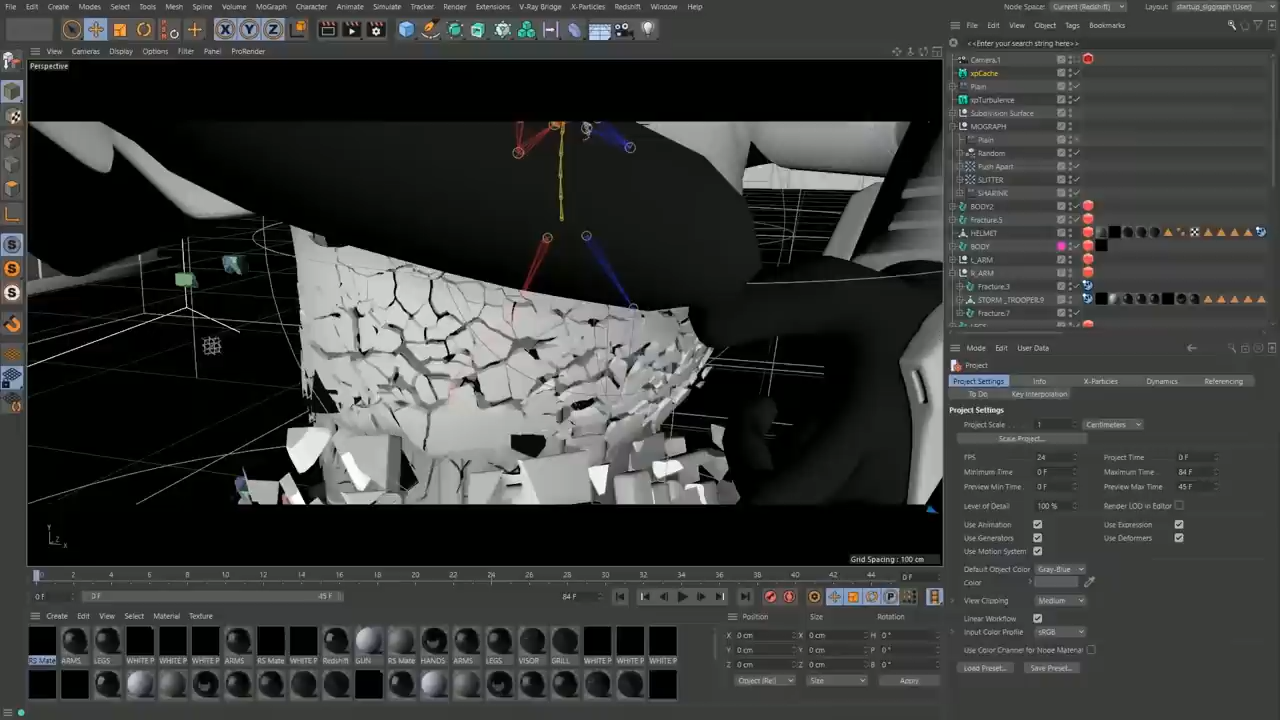 File Edit Create Modes Select Tools Mesh Spline Volume MoGraph Character Animate Simulate Tracker Render Extensions V-Ray Bridge X-Particles Redshift Window Help
Node Space: Current (Redshift) Layout: startup_siggraph (User)
View Cameras Display Options Filter Panel ProRender
File Edit View Object Tags Bookmarks
<<Enter your search string here>>
Perspective
Camera.1
xpCache
Plain
xpTurbulence
Subdivision Surface
MOGRAPH
Plain
Random
Push Apart
SLITTER
SHARINK
BODY2
Fracture.5
HELMET
BODY
L_ARM
R_ARM
Fracture.3
STORM_TROOPER.9
Fracture.7
Mode Edit User Data
Project
Project Settings Info X-Particles Dynamics Referencing
To Do Key Interpolation
Project Settings
Project Scale 1 Centimeters
Scale Project...
FPS 24 Project Time 0 F
Minimum Time 0 F Maximum Time 84 F
Preview Min Time 0 F Preview Max Time 45 F
Level of Detail 100 % Render LOD in Editor
Use Animation Use Expression
Use Generators Use Deformers
Use Motion System
Default Object Color Gray-Blue
Color
View Clipping Medium
Linear Workflow
Input Color Profile sRGB
Use Color Channel for Node Material
Load Preset... Save Preset...
Y
Z X
Grid Spacing : 100 cm
0 2 4 6 8 10 12 14 16 18 20 22 24 26 28 30 32 34 36 38 40 42 44 0 F
0 F 0 F 45 F 84 F
Create Edit View Select Material Texture
RS Mate ARMS LEGS WHITE P WHITE P WHITE P ARMS RS Mate WHITE P Redshift GUN RS Mate HANDS ARMS LEGS VISOR GRILL WHITE P WHITE P WHITE P
Position Size Rotation
X 0 cm X 0 cm H 0 °
Y 0 cm Y 0 cm P 0 °
Z 0 cm Z 0 cm B 0 °
Object (Rel) Size Apply